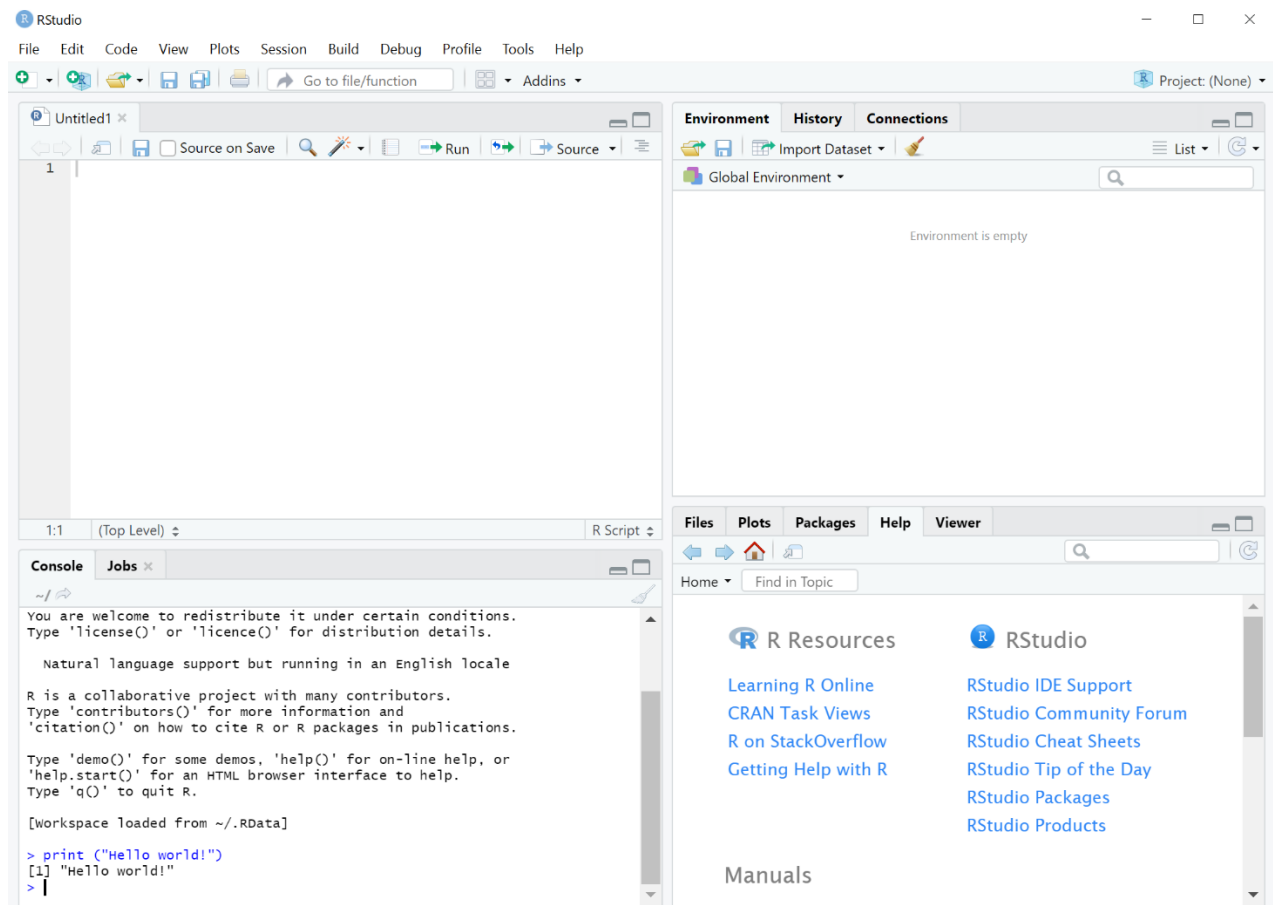 RStudio
File Edit Code View Plots Session Build Debug Profile Tools Help
Go to file/function Addins Project: (None)
Untitled1
Source on Save Run Source
1
1:1 (Top Level) R Script
Console Jobs
~/
You are welcome to redistribute it under certain conditions.
Type 'license()' or 'licence()' for distribution details.
Natural language support but running in an English locale
R is a collaborative project with many contributors.
Type 'contributors()' for more information and
'citation()' on how to cite R or R packages in publications.
Type 'demo()' for some demos, 'help()' for on-line help, or
'help.start()' for an HTML browser interface to help.
Type 'q()' to quit R.
[Workspace loaded from ~/.RData]
> print ("Hello world!")
[1] "Hello world!"
>
Environment History Connections
Import Dataset List
Global Environment
Environment is empty
Files Plots Packages Help Viewer
Home Find in Topic
R Resources
Learning R Online
CRAN Task Views
R on StackOverflow
Getting Help with R
RStudio
RStudio IDE Support
RStudio Community Forum
RStudio Cheat Sheets
RStudio Tip of the Day
RStudio Packages
RStudio Products
Manuals